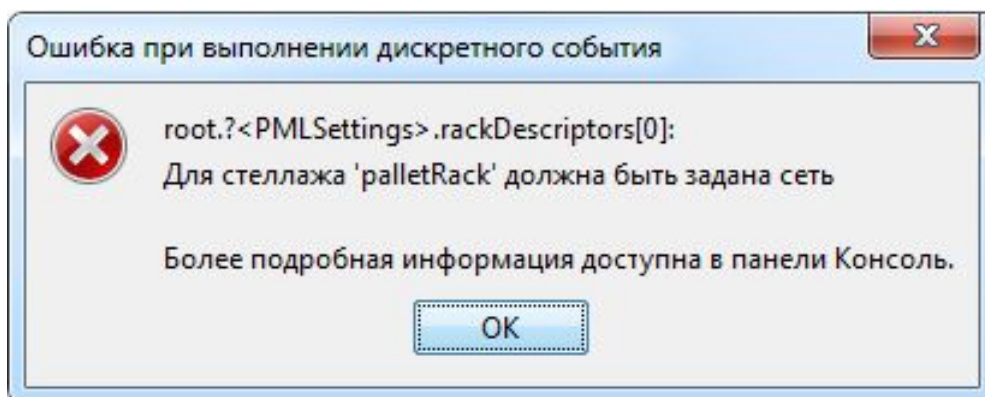 Ошибка при выполнении дискретного события
root.?<PMLSettings>.rackDescriptors[0]:
Для стеллажа 'palletRack' должна быть задана сеть
Более подробная информация доступна в панели Консоль.
OK